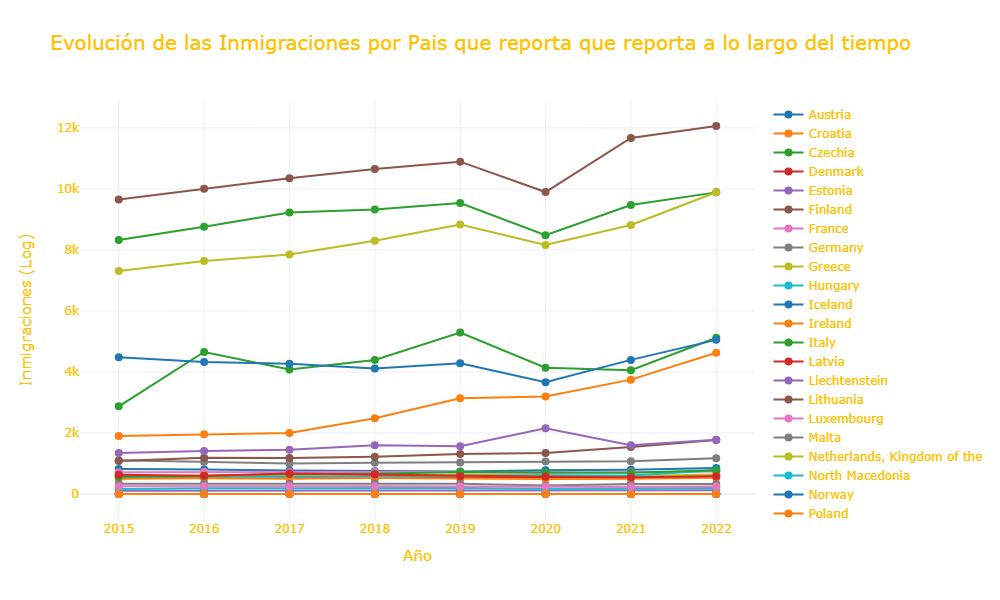 Evolución de las Inmigraciones por Pais que reporta que reporta a lo largo del tiempo
Inmigraciones (Log)
12k
10k
8k
6k
4k
2k
0
2015
2016
2017
2018
2019
2020
2021
2022
Año
Austria
Croatia
Czechia
Denmark
Estonia
Finland
France
Germany
Greece
Hungary
Iceland
Ireland
Italy
Latvia
Liechtenstein
Lithuania
Luxembourg
Malta
Netherlands, Kingdom of the
North Macedonia
Norway
Poland